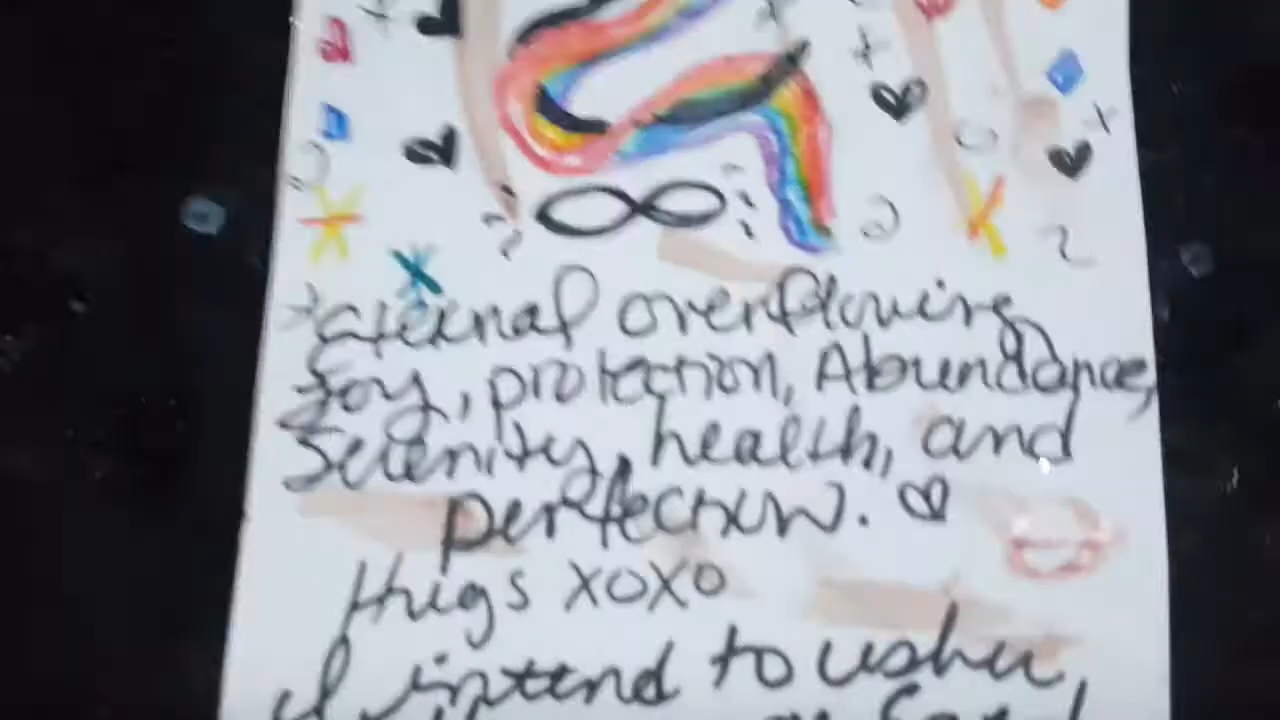 eternal overflowing
Joy, protection, Abundance,
Serenity, health, and
perfection.
Hugs xoxo
I intend to usher,